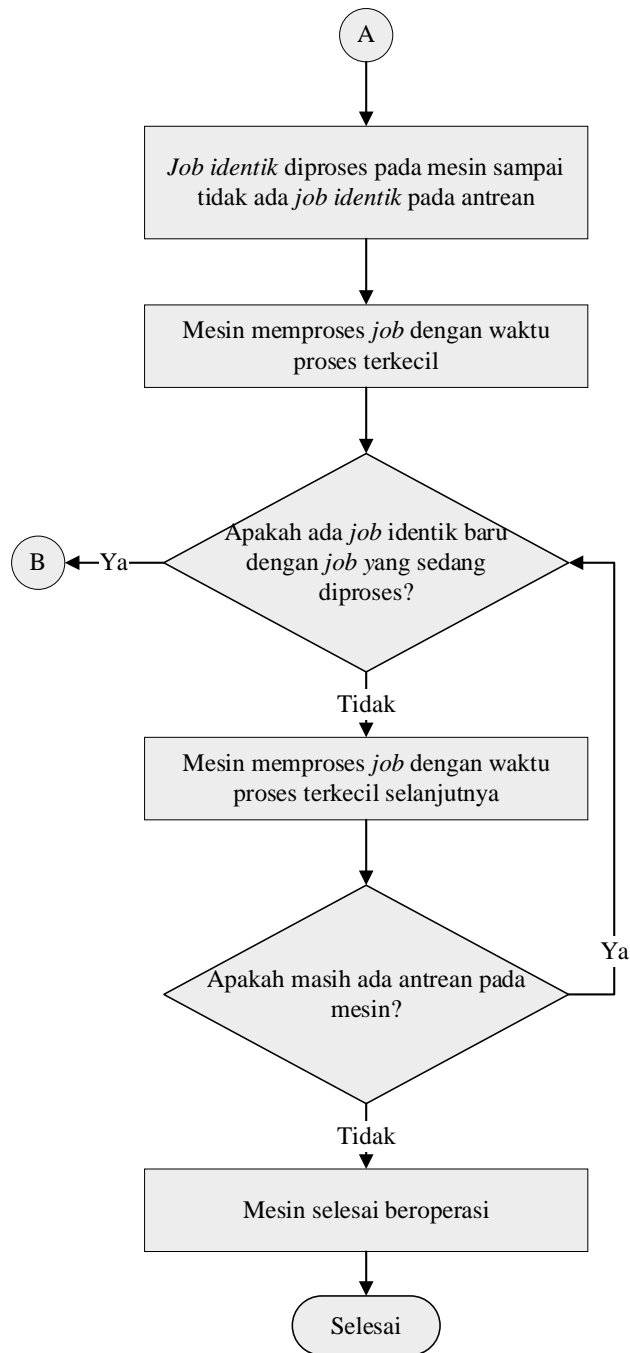 A
Job identik diproses pada mesin sampai
tidak ada job identik pada antrean
Mesin memproses job dengan waktu
proses terkecil
Apakah ada job identik baru
dengan job yang sedang
diproses?
B
Ya
Tidak
Mesin memproses job dengan waktu
proses terkecil selanjutnya
Apakah masih ada antrean pada
mesin?
Ya
Tidak
Mesin selesai beroperasi
Selesai